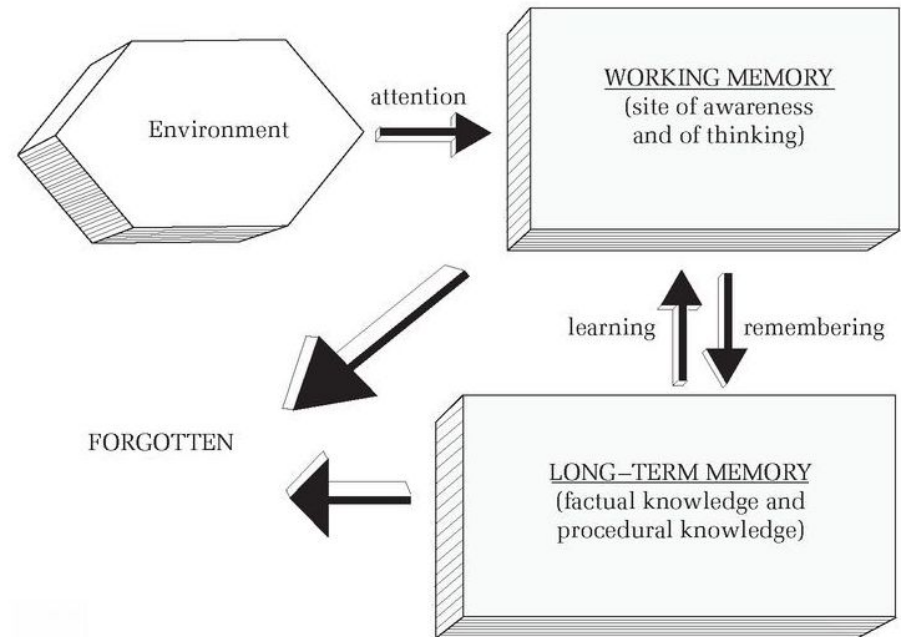 Environment
attention
WORKING MEMORY
(site of awareness
and of thinking)
learning
remembering
FORGOTTEN
LONG–TERM MEMORY
(factual knowledge and
procedural knowledge)